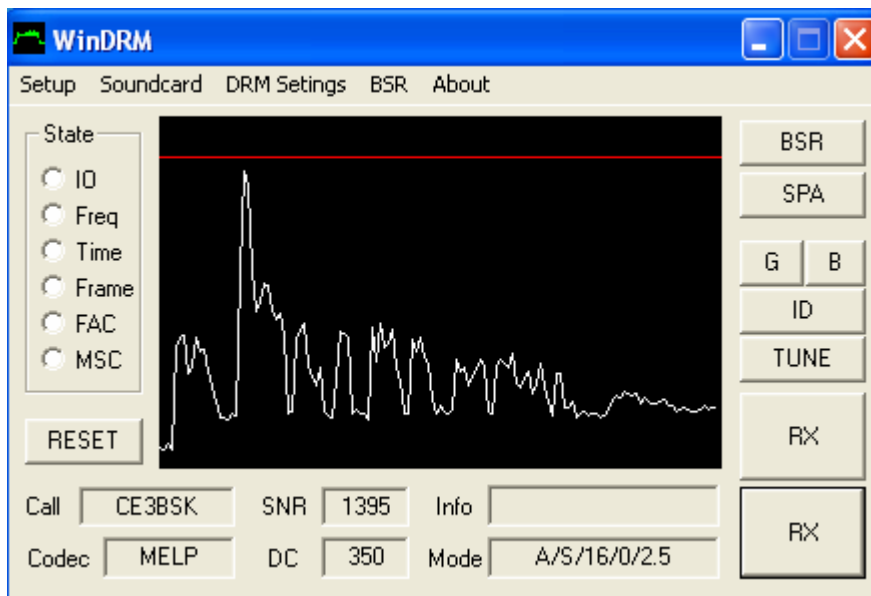 WinDRM
Setup Soundcard DRM Setings BSR About
State
IO
Freq
Time
Frame
FAC
MSC
RESET
BSR
SPA
G B
ID
TUNE
RX
RX
Call CE3BSK SNR 1395 Info
Codec MELP DC 350 Mode A/S/16/0/2.5